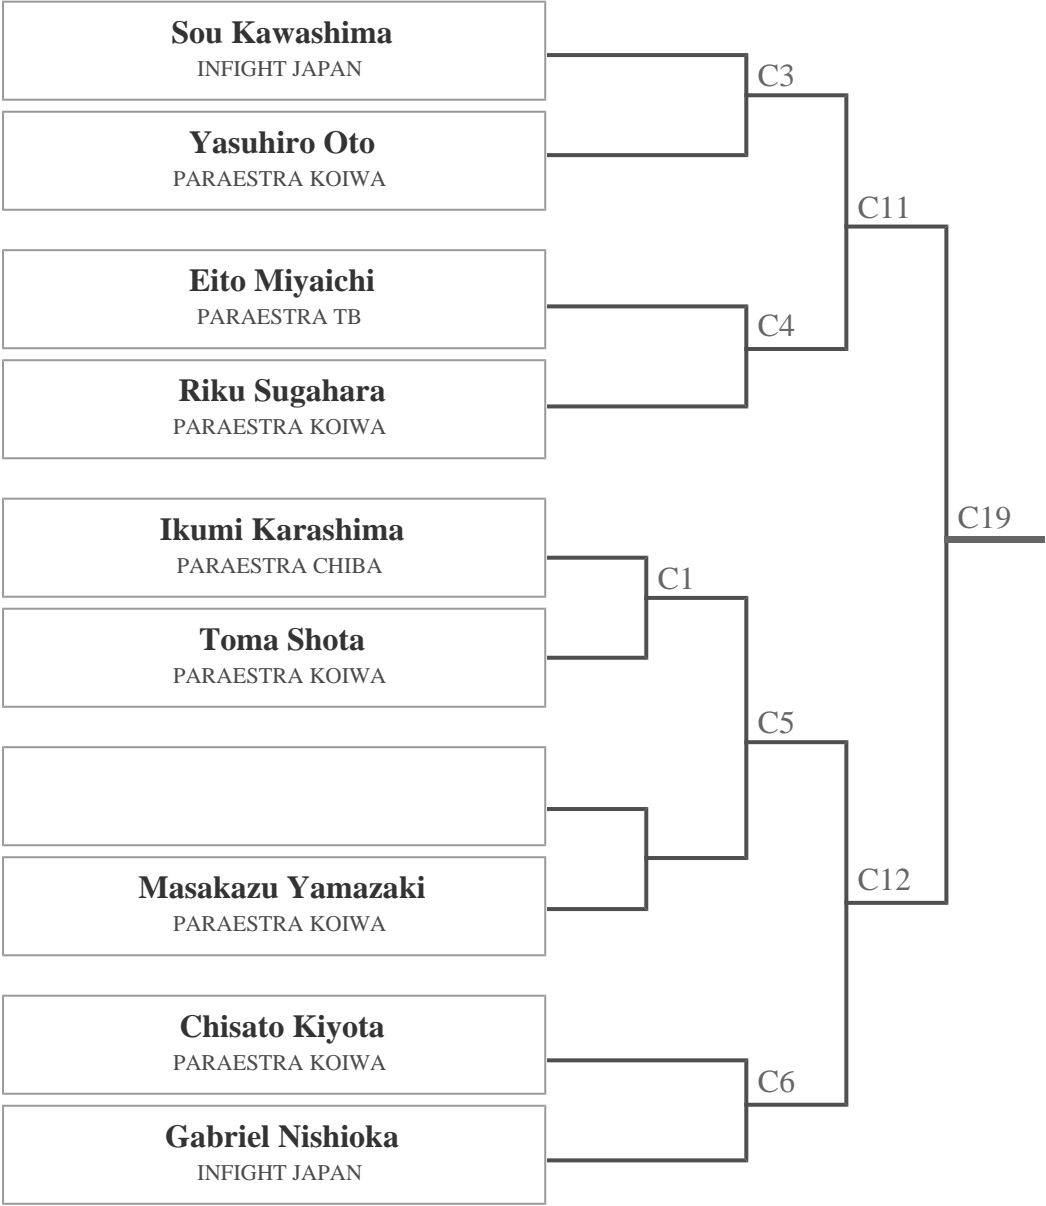 Sou Kawashima
INFIGHT JAPAN
C3
Yasuhiro Oto
PARAESTRA KOIWA
C11
Eito Miyaichi
PARAESTRA TB
C4
Riku Sugahara
PARAESTRA KOIWA
C19
Ikumi Karashima
PARAESTRA CHIBA
C1
Toma Shota
PARAESTRA KOIWA
C5
Masakazu Yamazaki
PARAESTRA KOIWA
C12
Chisato Kiyota
PARAESTRA KOIWA
C6
Gabriel Nishioka
INFIGHT JAPAN